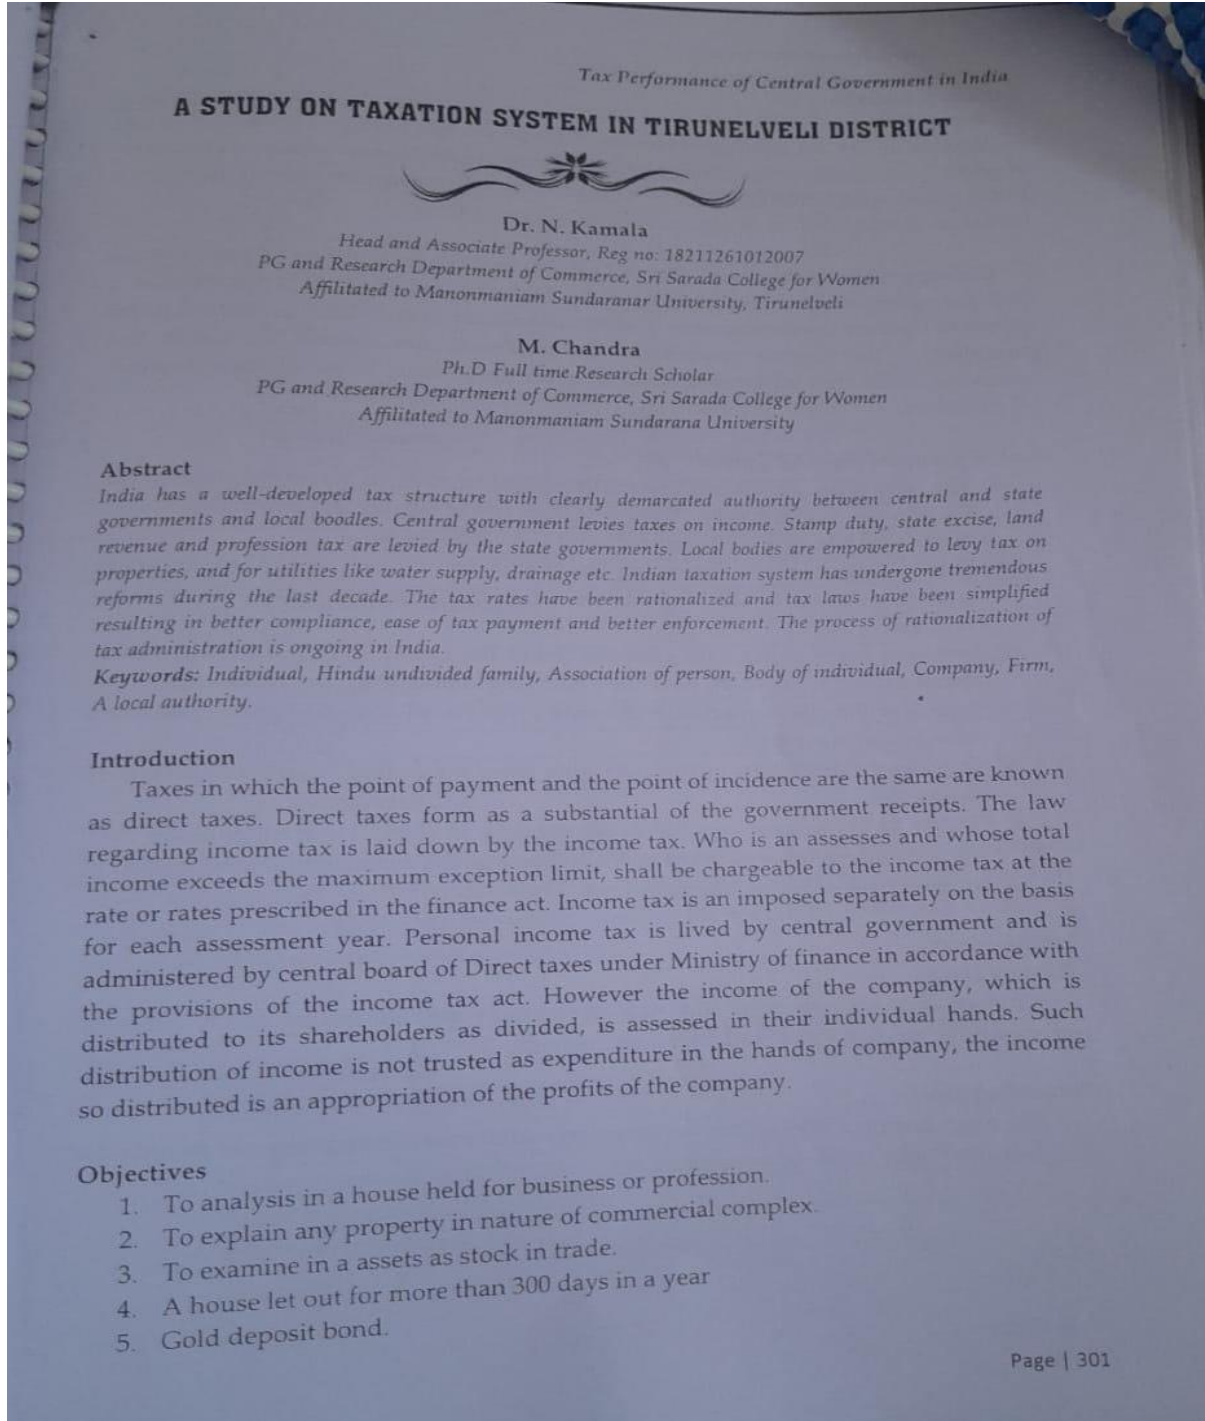 Tax Performance of Central Government in India
A STUDY ON TAXATION SYSTEM IN TIRUNELVELI DISTRICT
Dr. N. Kamala
Head and Associate Professor, Reg no: 18211261012007
PG and Research Department of Commerce, Sri Sarada College for Women
Affilitated to Manonmaniam Sundaranar University, Tirunelveli
M. Chandra
Ph.D Full time Research Scholar
PG and Research Department of Commerce, Sri Sarada College for Women
Affilitated to Manonmaniam Sundarana University
Abstract
India has a well-developed tax structure with clearly demarcated authority between central and state
governments and local boodles. Central government levies taxes on income. Stamp duty, state excise, land
revenue and profession tax are levied by the state governments. Local bodies are empowered to levy tax on
properties, and for utilities like water supply, drainage etc. Indian taxation system has undergone tremendous
reforms during the last decade. The tax rates have been rationalized and tax laws have been simplified
resulting in better compliance, ease of tax payment and better enforcement. The process of rationalization of
tax administration is ongoing in India.
Keywords: Individual, Hindu undivided family, Association of person, Body of individual, Company, Firm,
A local authority.
Introduction
Taxes in which the point of payment and the point of incidence are the same are known
as direct taxes. Direct taxes form as a substantial of the government receipts. The law
regarding income tax is laid down by the income tax. Who is an assesses and whose total
income exceeds the maximum exception limit, shall be chargeable to the income tax at the
rate or rates prescribed in the finance act. Income tax is an imposed separately on the basis
for each assessment year. Personal income tax is lived by central government and is
administered by central board of Direct taxes under Ministry of finance in accordance with
the provisions of the income tax act. However the income of the company, which is
distributed to its shareholders as divided, is assessed in their individual hands. Such
distribution of income is not trusted as expenditure in the hands of company, the income
so distributed is an appropriation of the profits of the company.
Objectives
1. To analysis in a house held for business or profession.
2. To explain any property in nature of commercial complex.
3. To examine in a assets as stock in trade.
4. A house let out for more than 300 days in a year
5. Gold deposit bond.
Page | 301